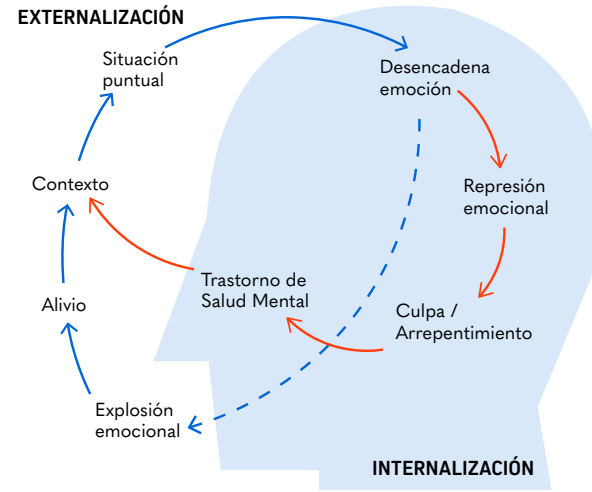 EXTERNALIZACIÓN
Situación
puntual
Desencadena
emoción
Contexto
Represión
emocional
Trastorno de
Salud Mental
Alivio
Culpa /
Arrepentimiento
Explosión
emocional
INTERNALIZACIÓN